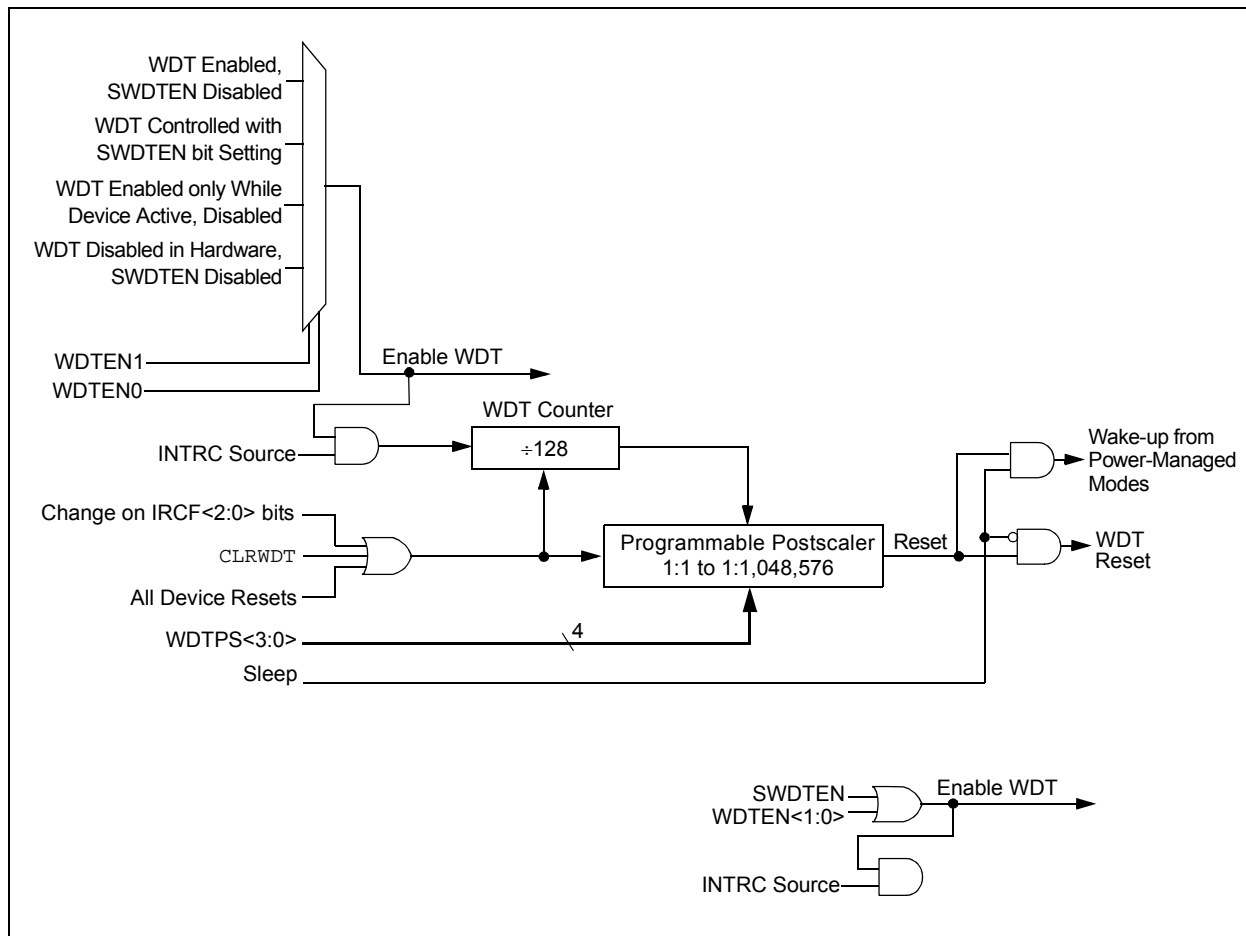 WDT Enabled,
SWDTEN Disabled
WDT Controlled with
SWDTEN bit Setting
WDT Enabled only While
Device Active, Disabled
WDT Disabled in Hardware,
SWDTEN Disabled
WDTEN1
WDTEN0
Enable WDT
WDT Counter
INTRC Source
÷128
Wake-up from
Power-Managed
Modes
Change on IRCF<2:0> bits
CLRWDT
All Device Resets
Programmable Postscaler
1:1 to 1:1,048,576
Reset
WDT
Reset
WDTPS<3:0>
4
Sleep
SWDTEN
WDTEN<1:0>
Enable WDT
INTRC Source